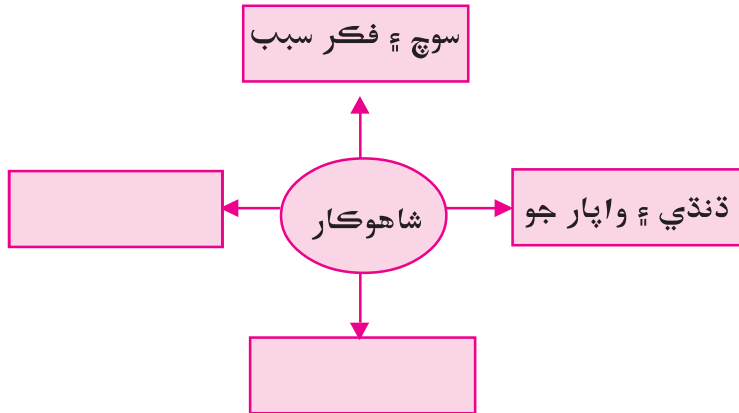 سوچ ۽ فڪر سبب
شاهوڪار
ڌنڌي ۽ واپار جو